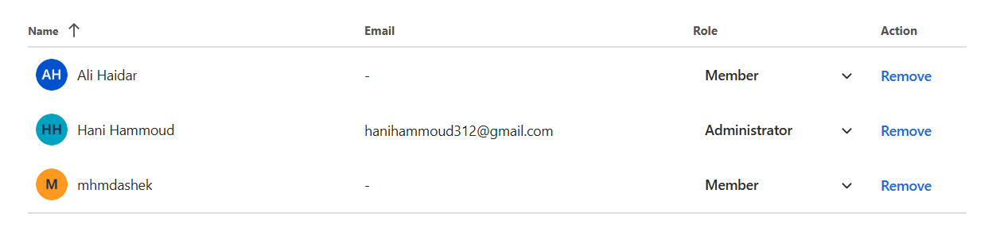 Name ↑ Email Role Action
AH Ali Haidar - Member Remove
HH Hani Hammoud hanihammoud312@gmail.com Administrator Remove
M mhmdashek - Member Remove